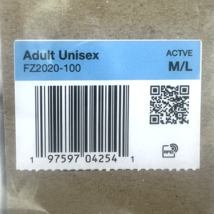 Adult Unisex
FZ2020-100
ACTVE
M/L
1 97597 04254 1